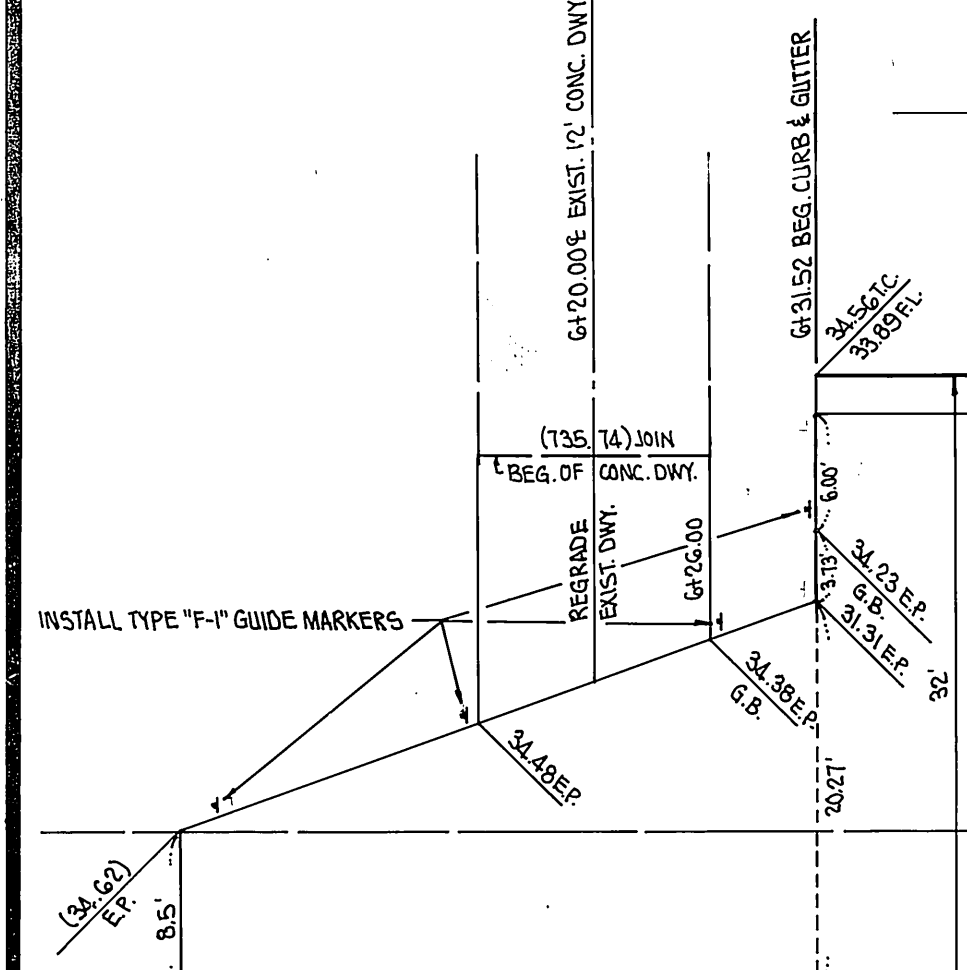 6+20.00 ℄ EXIST. 12' CONC. DWY
6+31.52 BEG. CURB & GUTTER
34.56 T.C.
33.89 F.L.
(735.74) JOIN
BEG. OF CONC. DWY.
REGRADE
EXIST. DWY.
6+26.00
6.00'
3.73'
34.23 E.P.
G.B.
31.31 E.P.
32'
INSTALL TYPE "F-1" GUIDE MARKERS
34.38 E.P.
G.B.
34.48 E.P.
20.27'
(34.62)
E.P.
8.5'